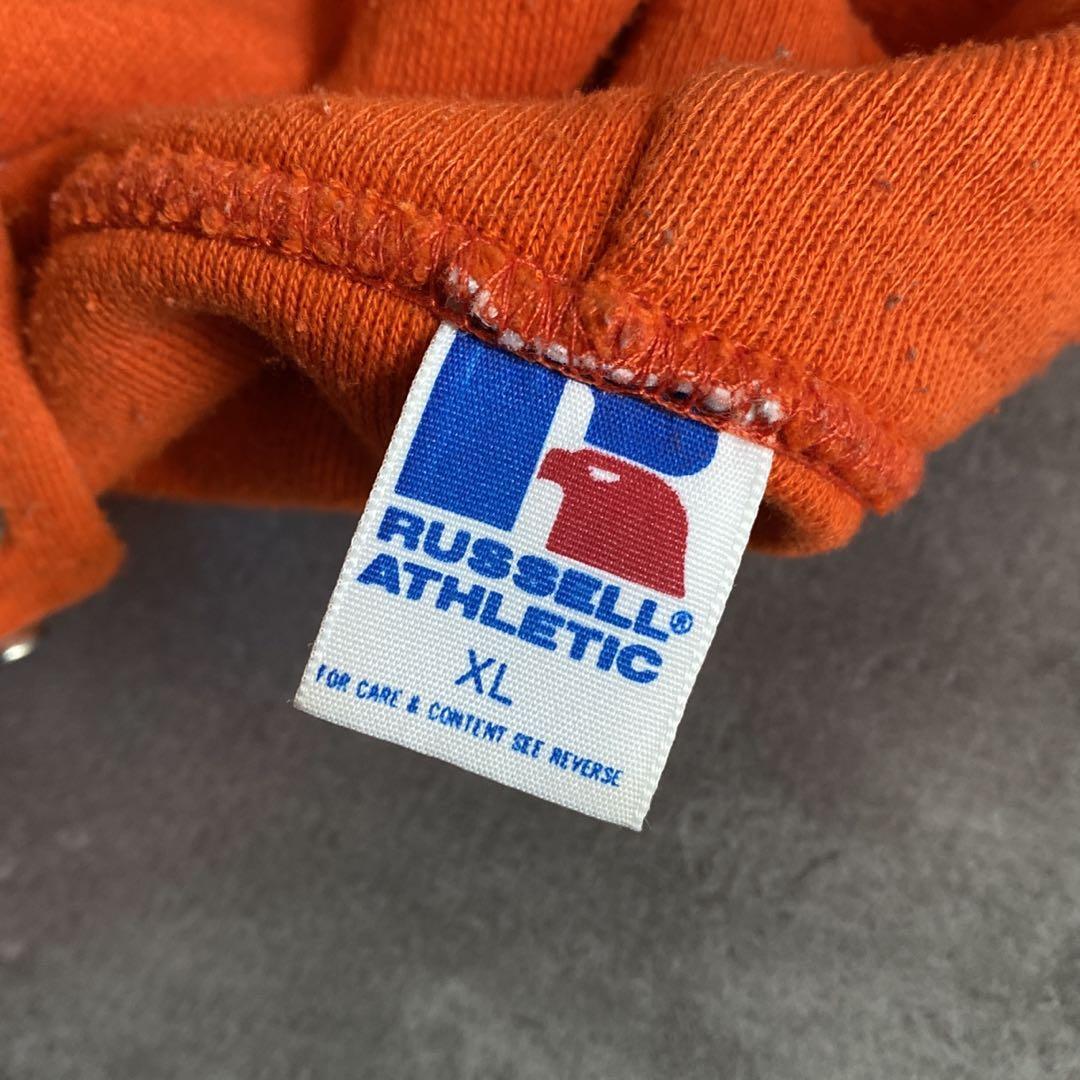 RUSSELL®
ATHLETIC
XL
FOR CARE & CONTENT SEE REVERSE